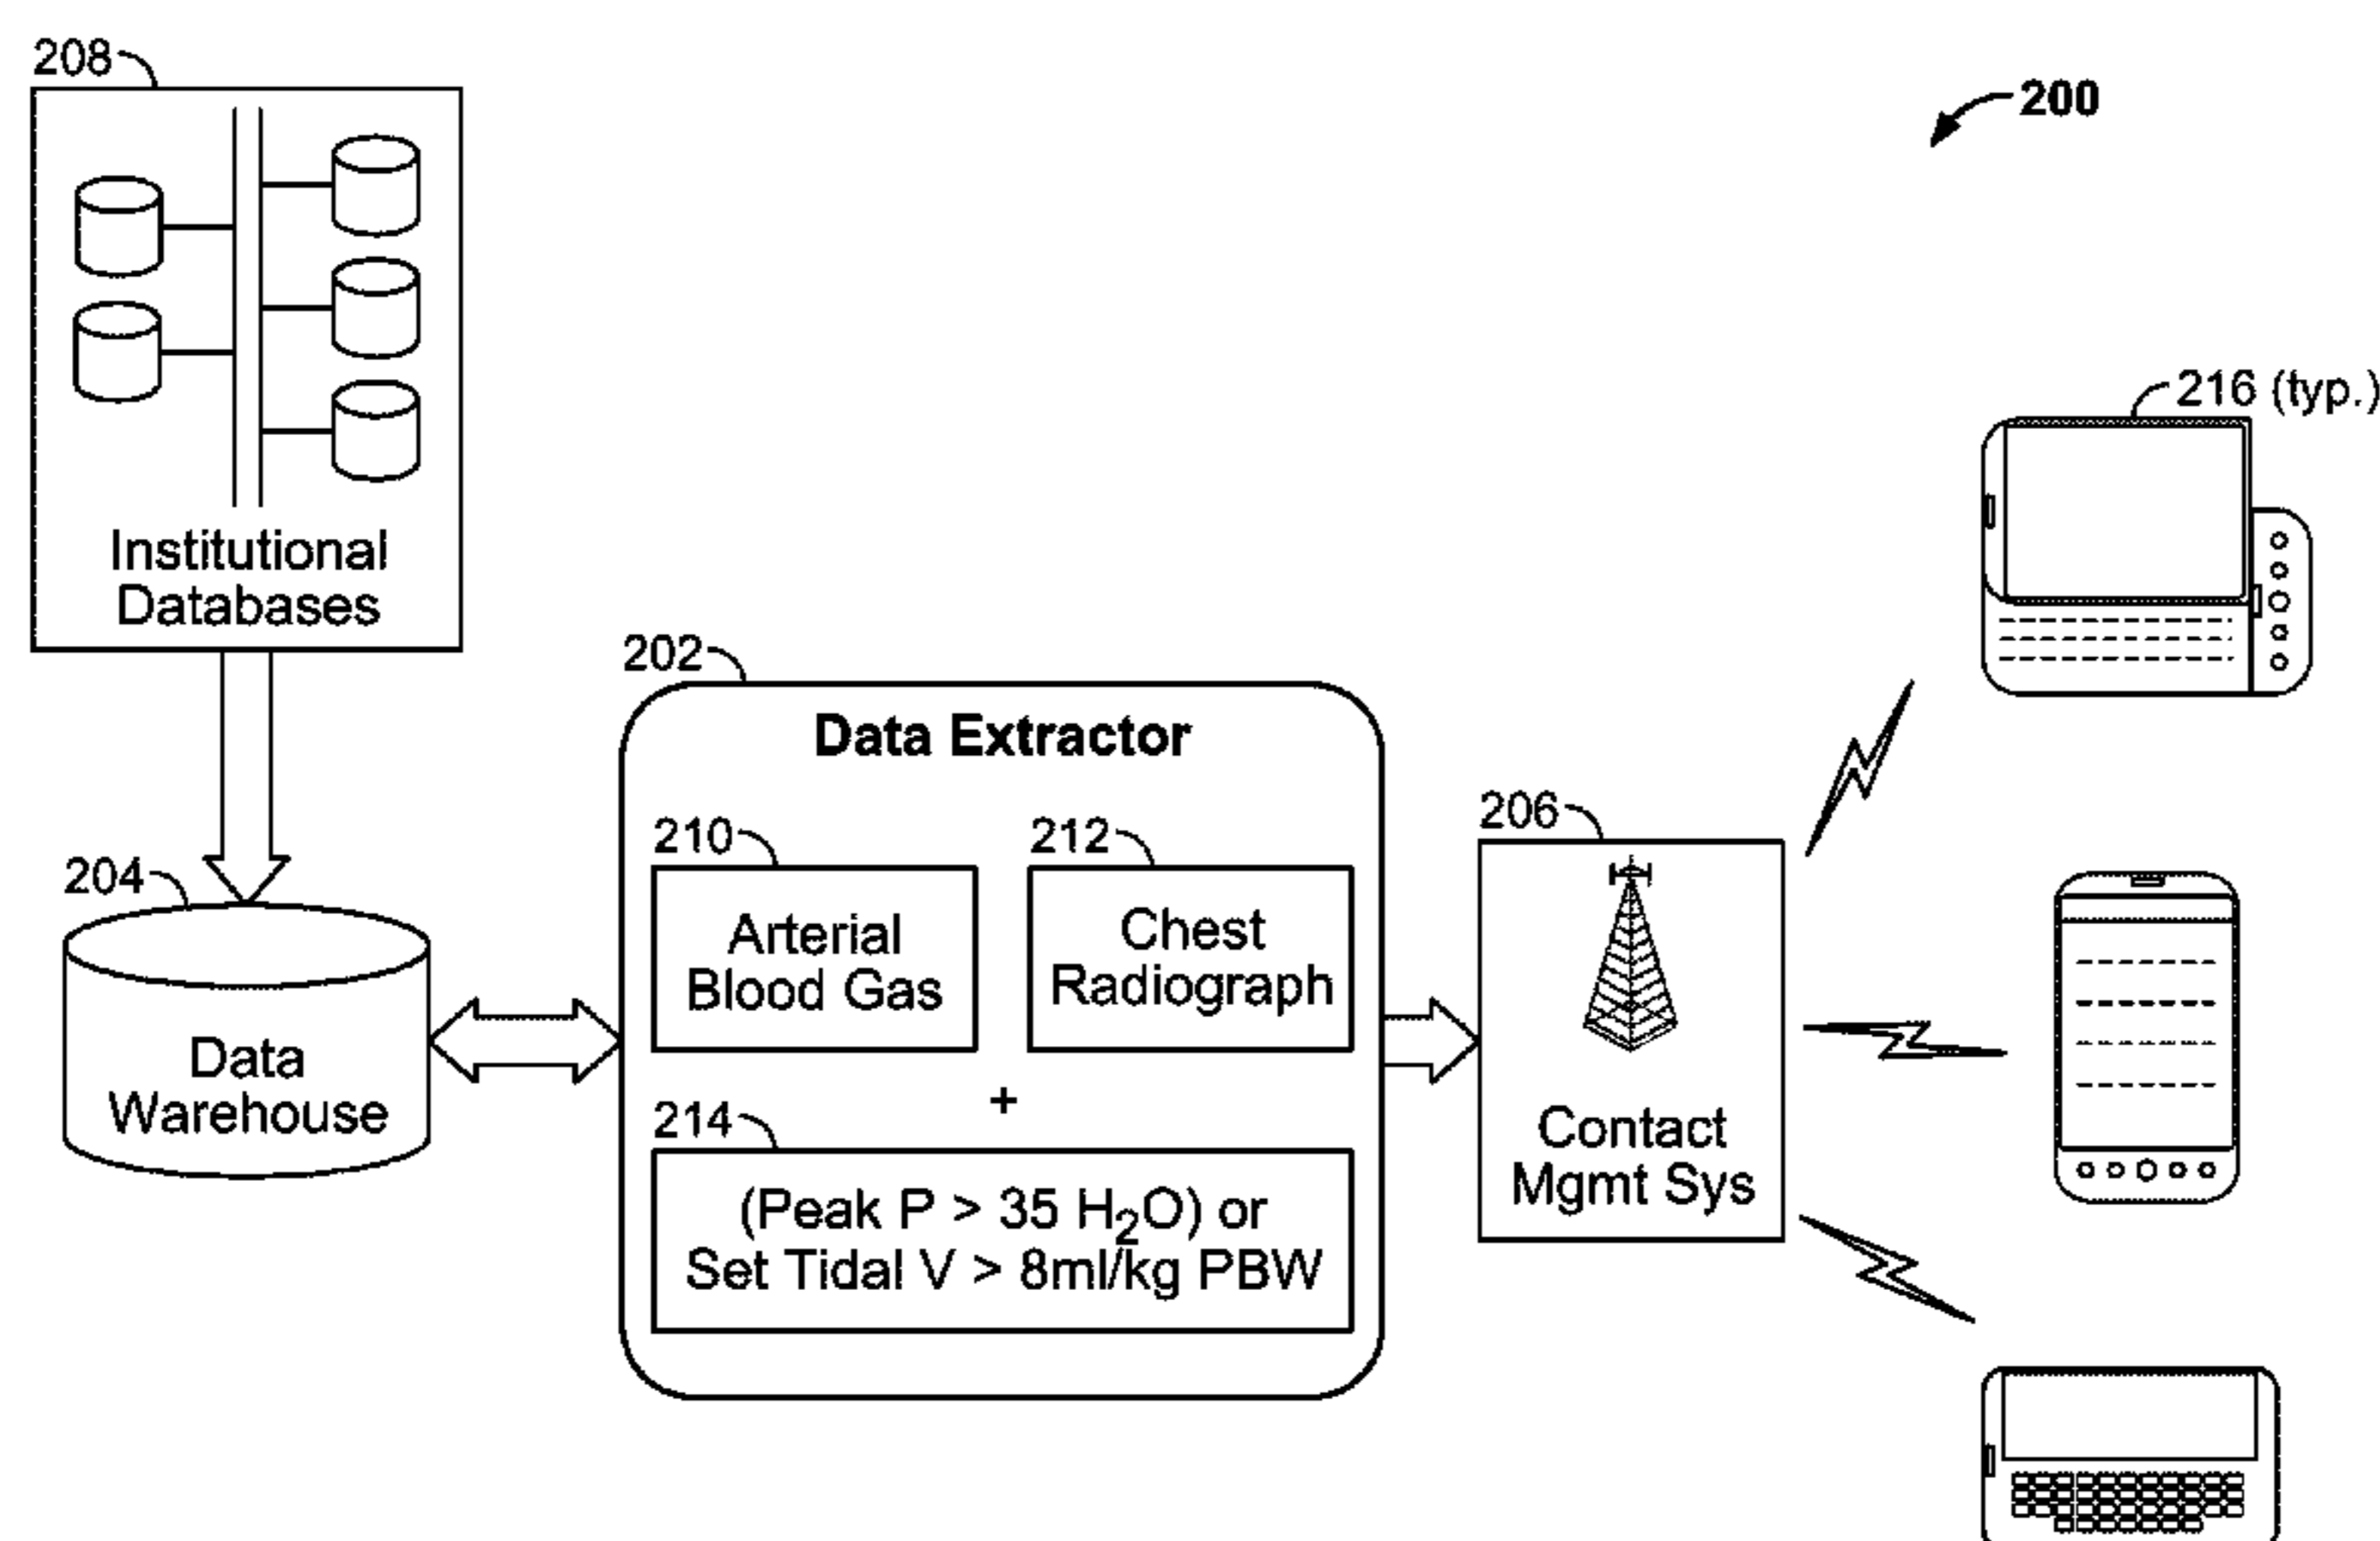 208
200
Institutional
Databases
216 (typ.)
202
Data Extractor
204
Data
Warehouse
210
Arterial
Blood Gas
212
Chest
Radiograph
+
214
(Peak P > 35 H₂O) or
Set Tidal V > 8ml/kg PBW
206
Contact
Mgmt Sys